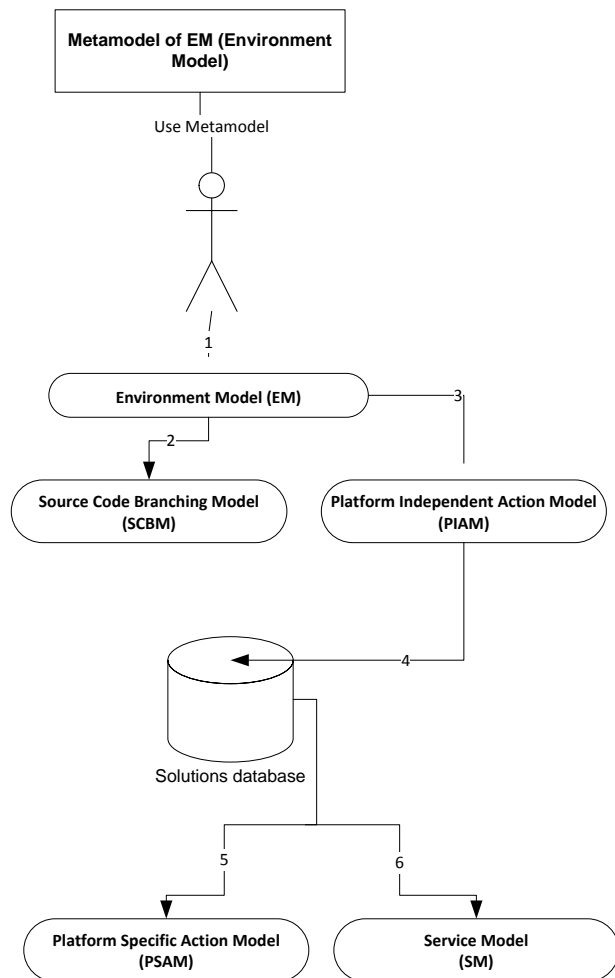 Metamodel of EM (Environment
Model)
Use Metamodel
1
Environment Model (EM)
3
2
Source Code Branching Model
(SCBM)
Platform Independent Action Model
(PIAM)
4
Solutions database
5
6
Platform Specific Action Model
(PSAM)
Service Model
(SM)